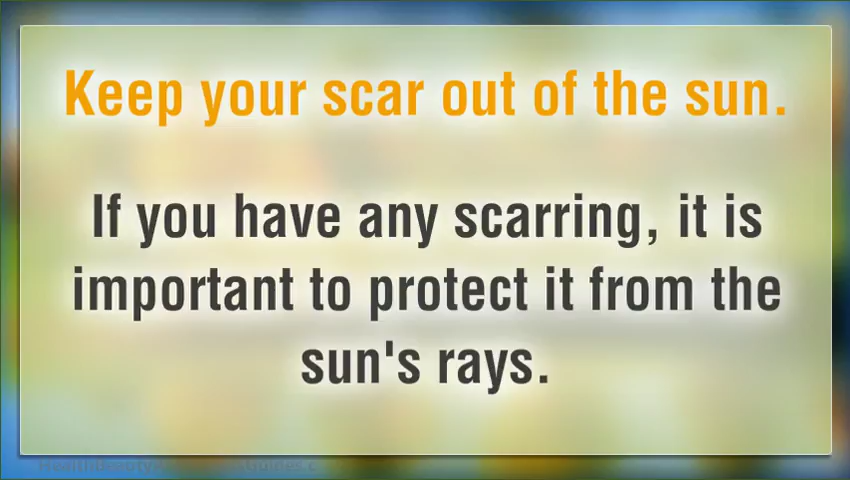 Keep your scar out of the sun.
If you have any scarring, it is
important to protect it from the
sun's rays.